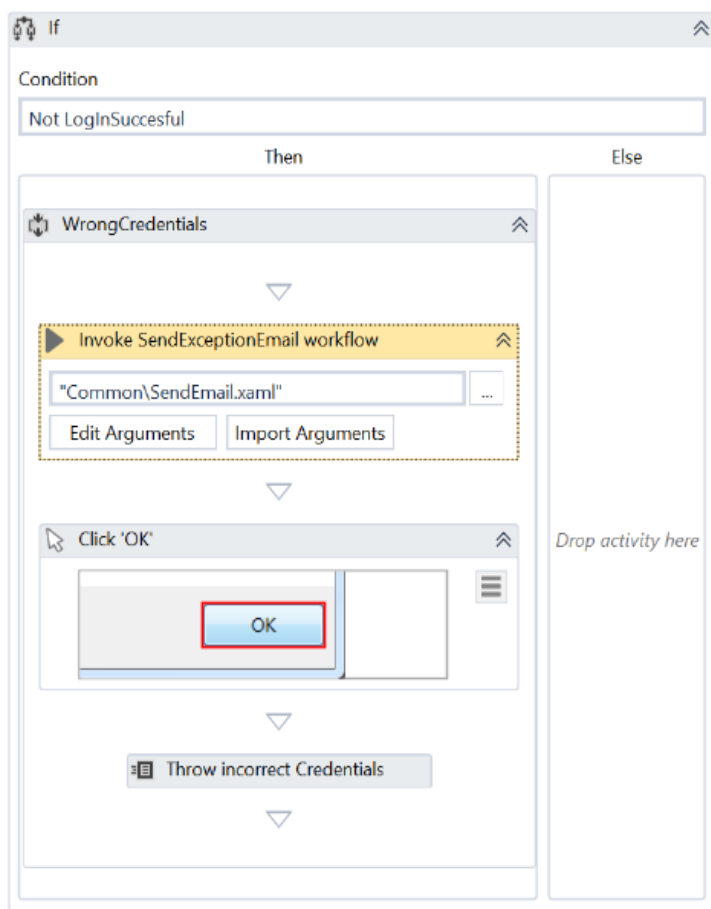 If
Condition
Not LogInSuccesful
Then
Else
WrongCredentials
Invoke SendExceptionEmail workflow
"Common\SendEmail.xaml"
...
Edit Arguments
Import Arguments
Click 'OK'
Drop activity here
OK
Throw incorrect Credentials